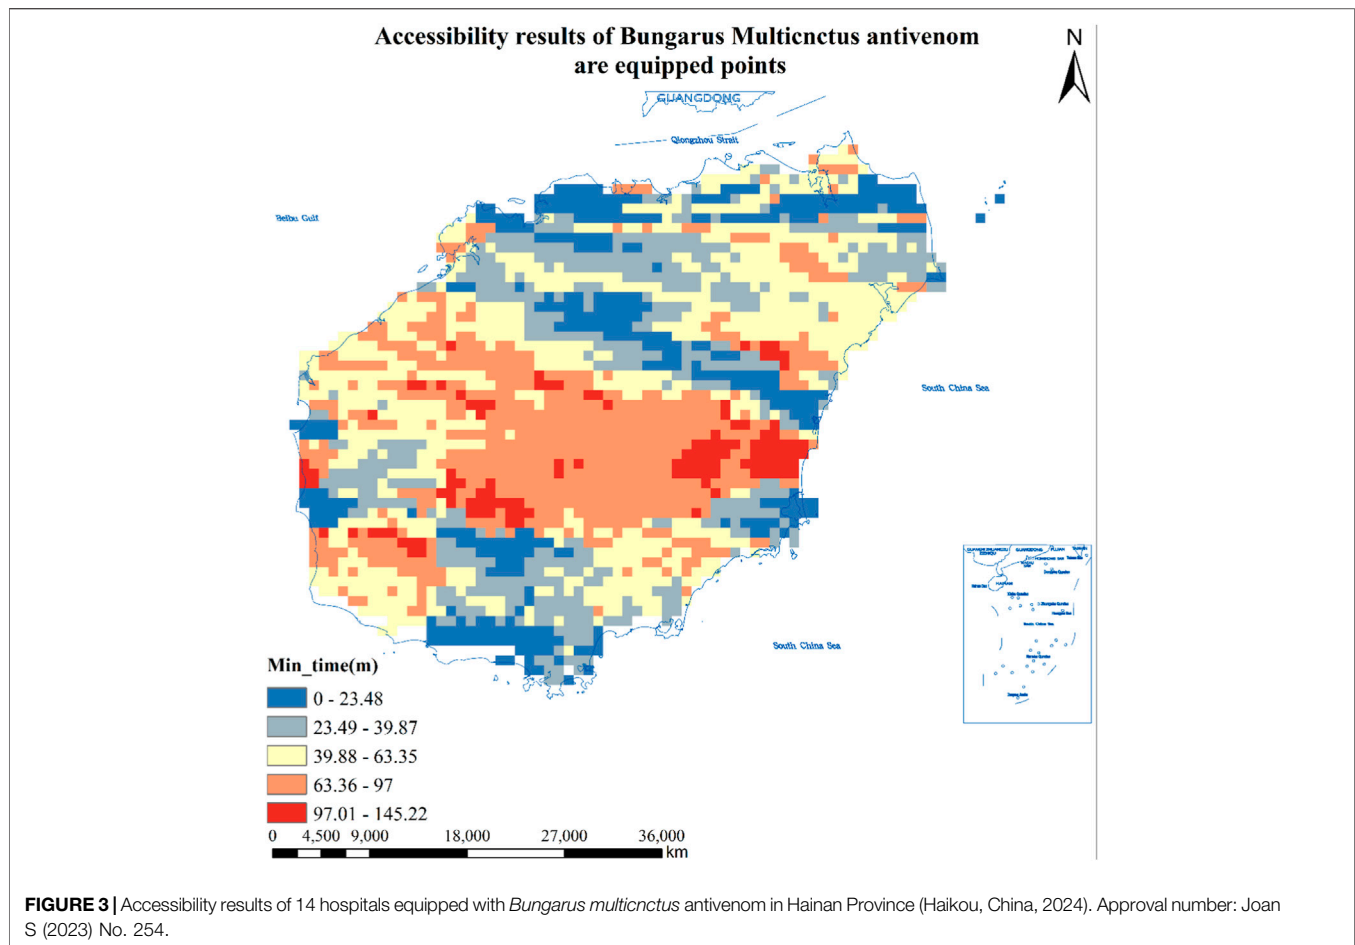 Accessibility results of Bungarus Multicnctus antivenom
are equipped points
N
GUANGDONG
Qiongzhou Strait
Beibu Gulf
South China Sea
South China Sea
Min_time(m)
0 - 23.48
23.49 - 39.87
39.88 - 63.35
63.36 - 97
97.01 - 145.22
0 4,500 9,000 18,000 27,000 36,000
km
FIGURE 3 | Accessibility results of 14 hospitals equipped with Bungarus multicnctus antivenom in Hainan Province (Haikou, China, 2024). Approval number: Joan
S (2023) No. 254.